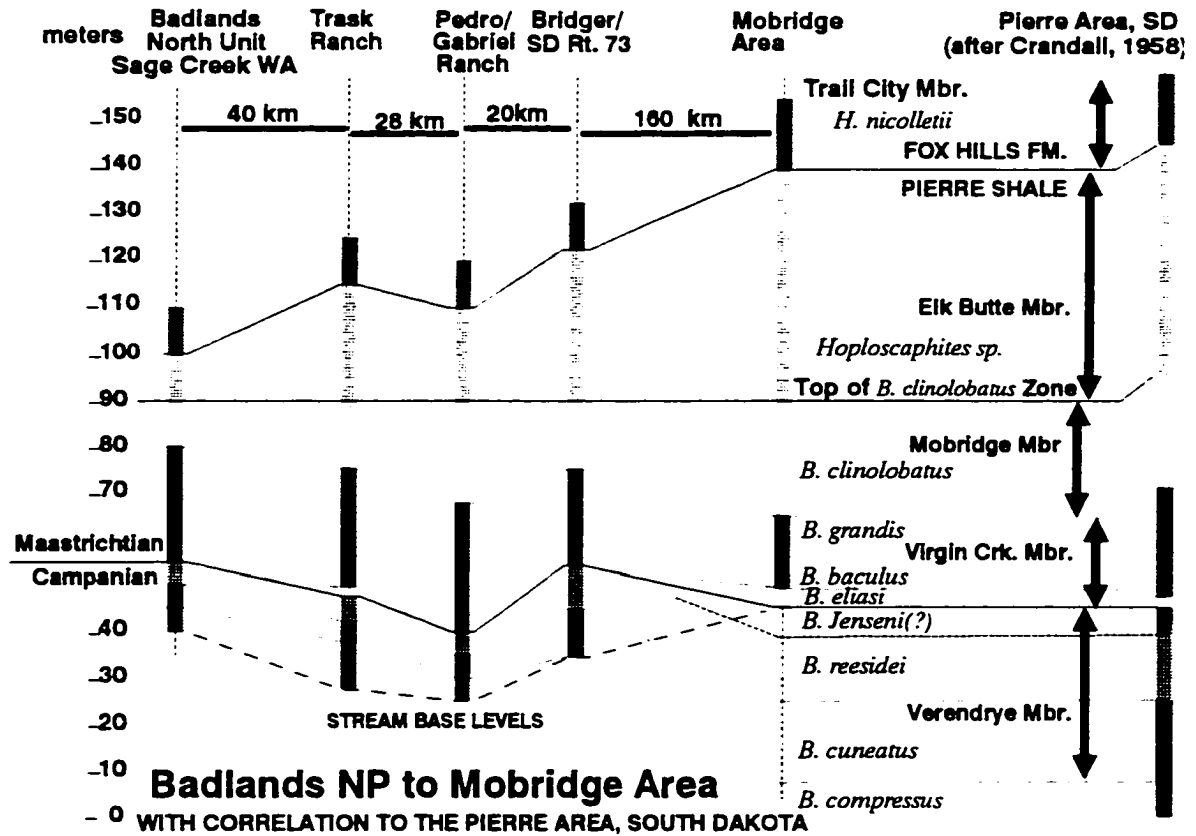 meters
Badlands
North Unit
Sage Creek WA
Trask
Ranch
Pedro/
Gabriel
Ranch
Bridger/
SD Rt. 73
Mobridge
Area
Pierre Area, SD
(after Crandall, 1958)
40 km
28 km
20km
160 km
150
140
130
120
110
100
90
80
70
40
30
20
10
0
Trail City Mbr.
H. nicolletii
FOX HILLS FM.
PIERRE SHALE
Elk Butte Mbr.
Hoploscaphites sp.
Top of B. clinolobatus Zone
Mobridge Mbr
B. clinolobatus
B. grandis
Virgin Crk. Mbr.
B. baculus
B. eliasi
B. Jenseni(?)
B. reesidei
Verendrye Mbr.
B. cuneatus
B. compressus
Maastrichtian
Campanian
STREAM BASE LEVELS
Badlands NP to Mobridge Area
WITH CORRELATION TO THE PIERRE AREA, SOUTH DAKOTA